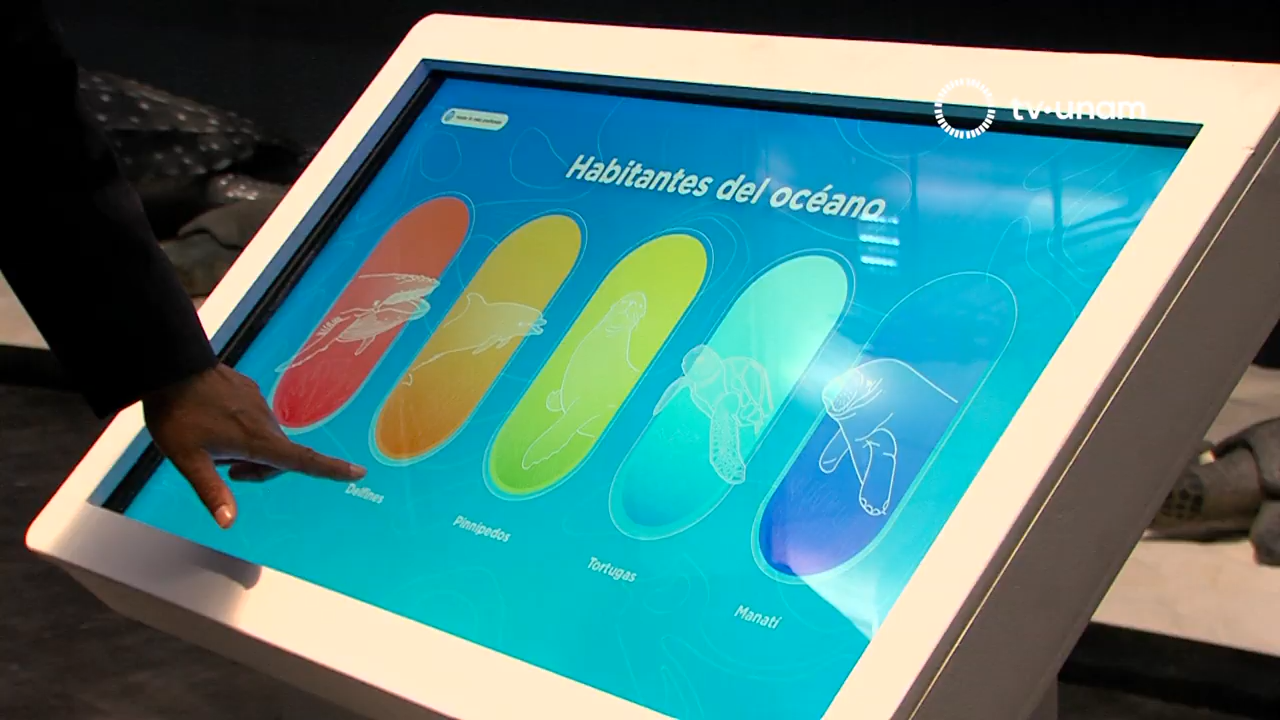 tv·unam
Habitantes del océano
Delfines
Pinnípedos
Tortugas
Manatí